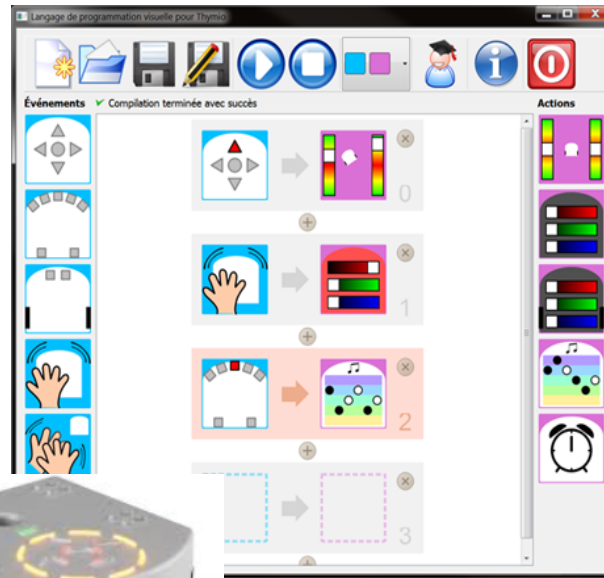 Langage de programmation visuelle pour Thymio
Événements
Compilation terminée avec succès
Actions
0
1
2
3